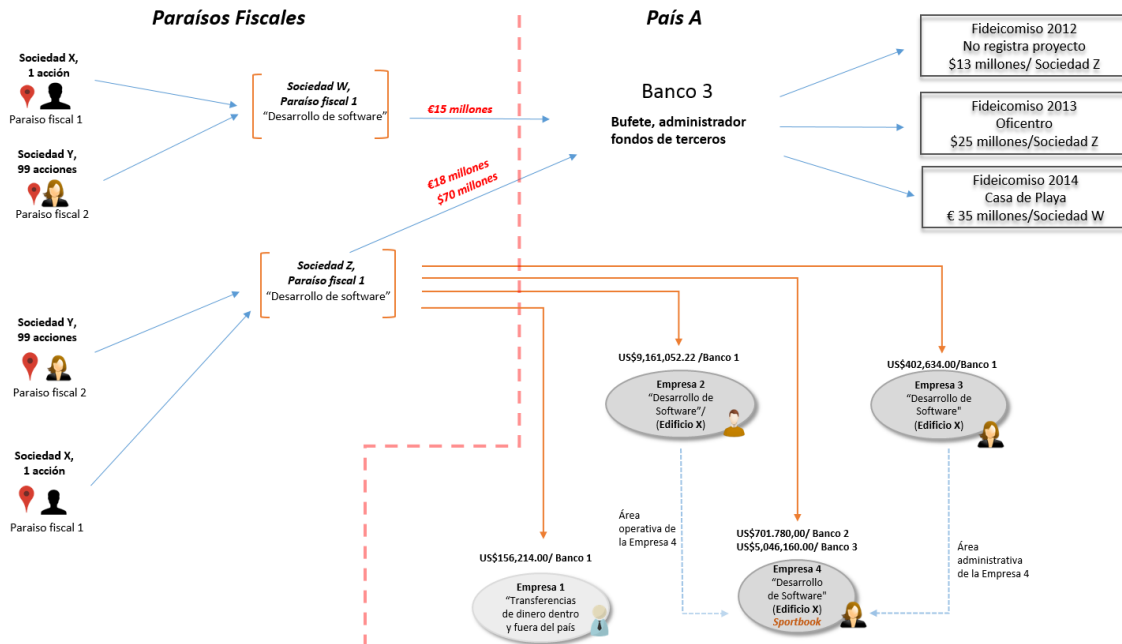 Paraísos Fiscales
País A
Sociedad X,
1 acción
Paraiso fiscal 1
Sociedad Y,
99 acciones
Paraiso fiscal 2
Sociedad W,
Paraíso fiscal 1
“Desarrollo de software”
€15 millones
€18 millones
$70 millones
Banco 3
Bufete, administrador
fondos de terceros
Fideicomiso 2012
No registra proyecto
$13 millones/ Sociedad Z
Fideicomiso 2013
Oficentro
$25 millones/Sociedad Z
Fideicomiso 2014
Casa de Playa
€ 35 millones/Sociedad W
Sociedad Z,
Paraíso fiscal 1
“Desarrollo de software”
Sociedad Y,
99 acciones
Paraiso fiscal 2
Sociedad X,
1 acción
Paraiso fiscal 1
US$9,161,052.22 /Banco 1
Empresa 2
“Desarrollo de
Software”/
(Edificio X)
US$402,634.00/Banco 1
Empresa 3
“Desarrollo de
Software"
(Edificio X)
Área
operativa de
la Empresa 4
Área
administrativa
de la Empresa 4
US$156,214.00/ Banco 1
Empresa 1
“Transferencias
de dinero dentro
y fuera del país
US$701.780,00/ Banco 2
US$5,046,160.00/ Banco 3
Empresa 4
“Desarrollo
de Software"
(Edificio X)
Sportbook